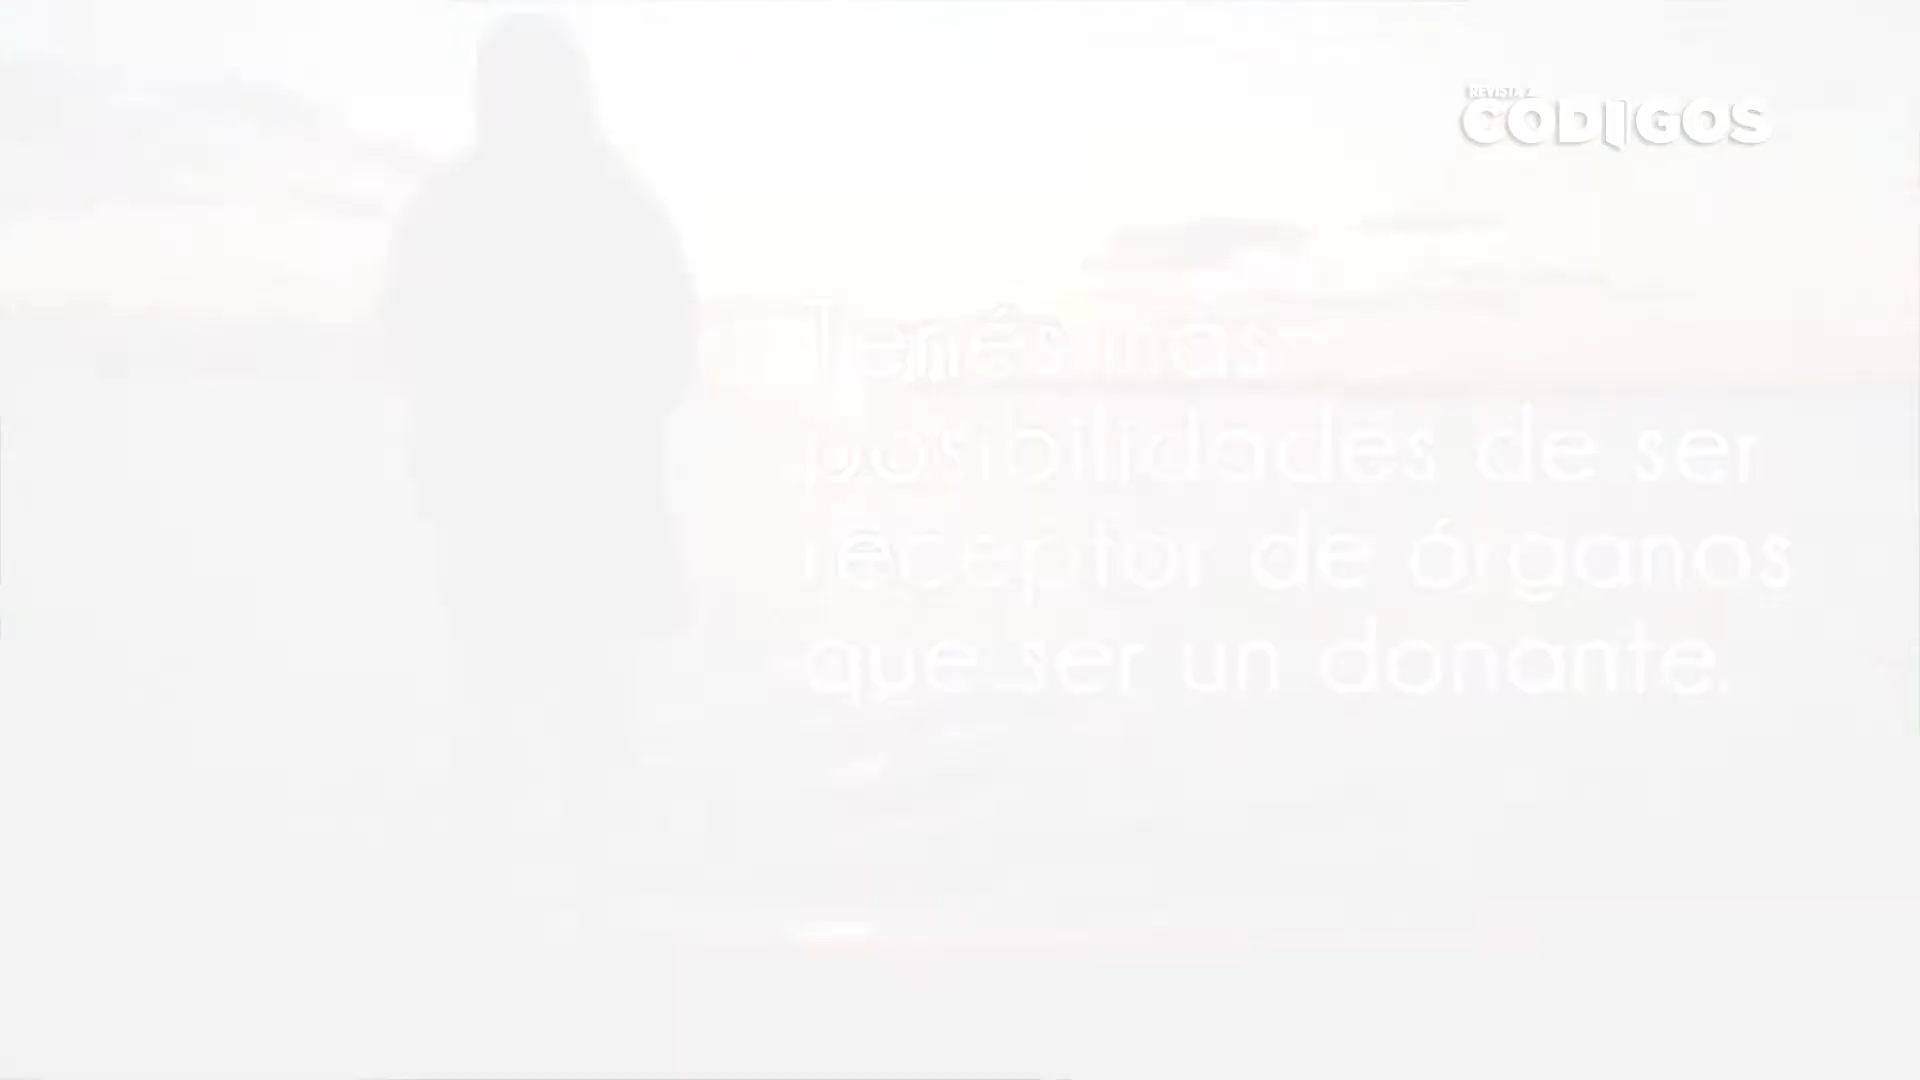 REVISTA
CODIGOS
Tenés más
posibilidades de ser
receptor de órganos
que ser un donante.